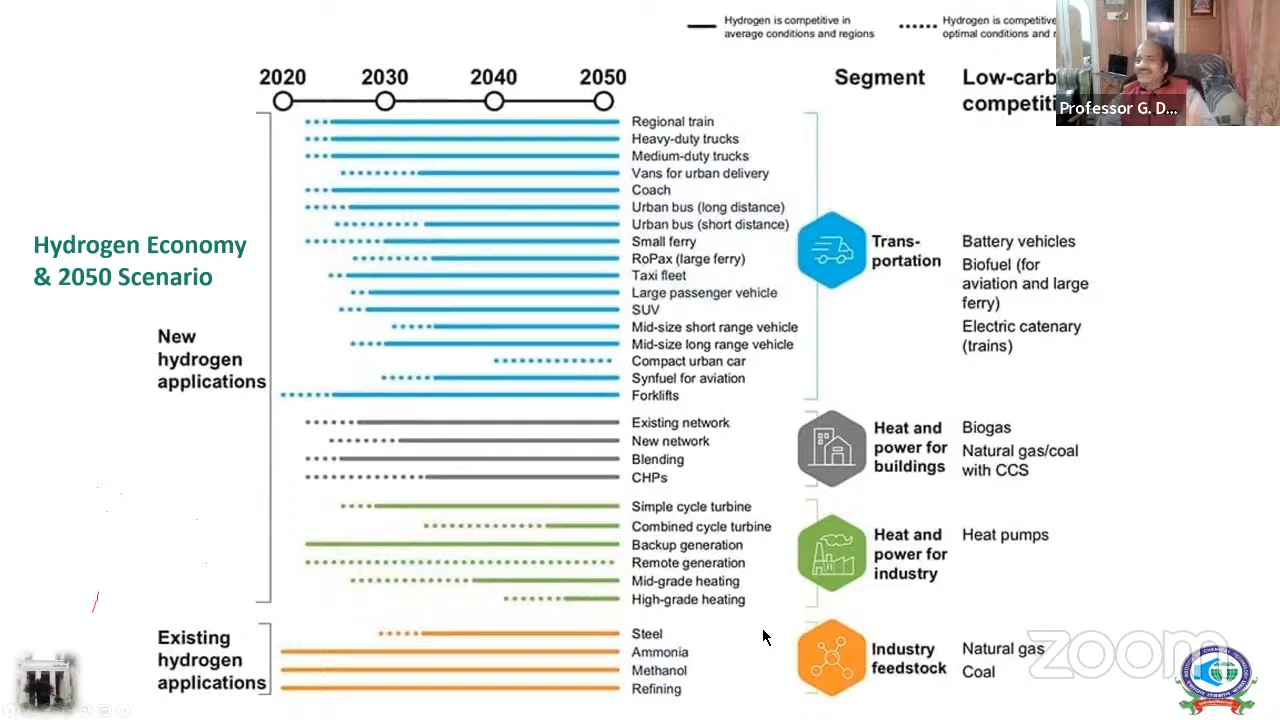 Hydrogen is competitive in
average conditions and regions
Hydrogen is competitive
optimal conditions and
2020 2030 2040 2050
Segment
Low-carb
competiti
Professor G. D...
Hydrogen Economy
& 2050 Scenario
New
hydrogen
applications
Regional train
Heavy-duty trucks
Medium-duty trucks
Vans for urban delivery
Coach
Urban bus (long distance)
Urban bus (short distance)
Small ferry
RoPax (large ferry)
Taxi fleet
Large passenger vehicle
SUV
Mid-size short range vehicle
Mid-size long range vehicle
Compact urban car
Synfuel for aviation
Forklifts
Trans-
portation
Battery vehicles
Biofuel (for
aviation and large
ferry)
Electric catenary
(trains)
Existing network
New network
Blending
CHPs
Heat and
power for
buildings
Biogas
Natural gas/coal
with CCS
Simple cycle turbine
Combined cycle turbine
Backup generation
Remote generation
Mid-grade heating
High-grade heating
Heat and
power for
industry
Heat pumps
Existing
hydrogen
applications
Steel
Ammonia
Methanol
Refining
Industry
feedstock
Natural gas
Coal
zoom